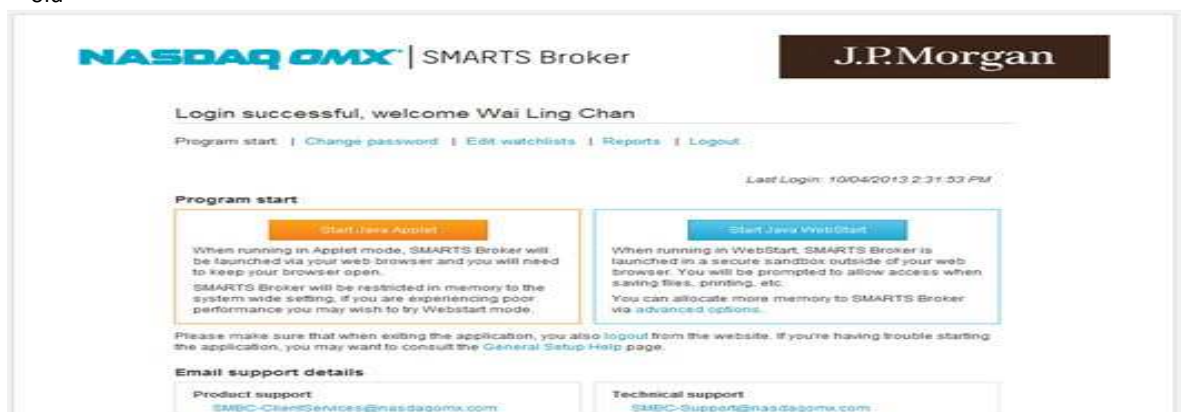 NASDAQ OMX | SMARTS Broker
J.P.Morgan
Login successful, welcome Wai Ling Chan
Program start | Change password | Edit watchlists | Reports | Logout
Last Login: 10/04/2013 2:31:53 PM
Program start
Start Java Applet
When running in Applet mode, SMARTS Broker will
be launched via your web browser and you will need
to keep your browser open.
SMARTS Broker will be restricted in memory to the
system wide setting, if you are experiencing poor
performance you may wish to try Webstart mode.
Start Java WebStart
When running in WebStart, SMARTS Broker is
launched in a secure sandbox outside of your web
browser. You will be prompted to allow access when
saving files, printing, etc.
You can allocate more memory to SMARTS Broker
via advanced options.
Please make sure that when exiting the application, you also logout from the website. If you're having trouble starting
the application, you may want to consult the General Setup Help page.
Email support details
Product support
SMBC-ClientServices@nasdaqomx.com
Technical support
SMBC-Support@nasdaqomx.com